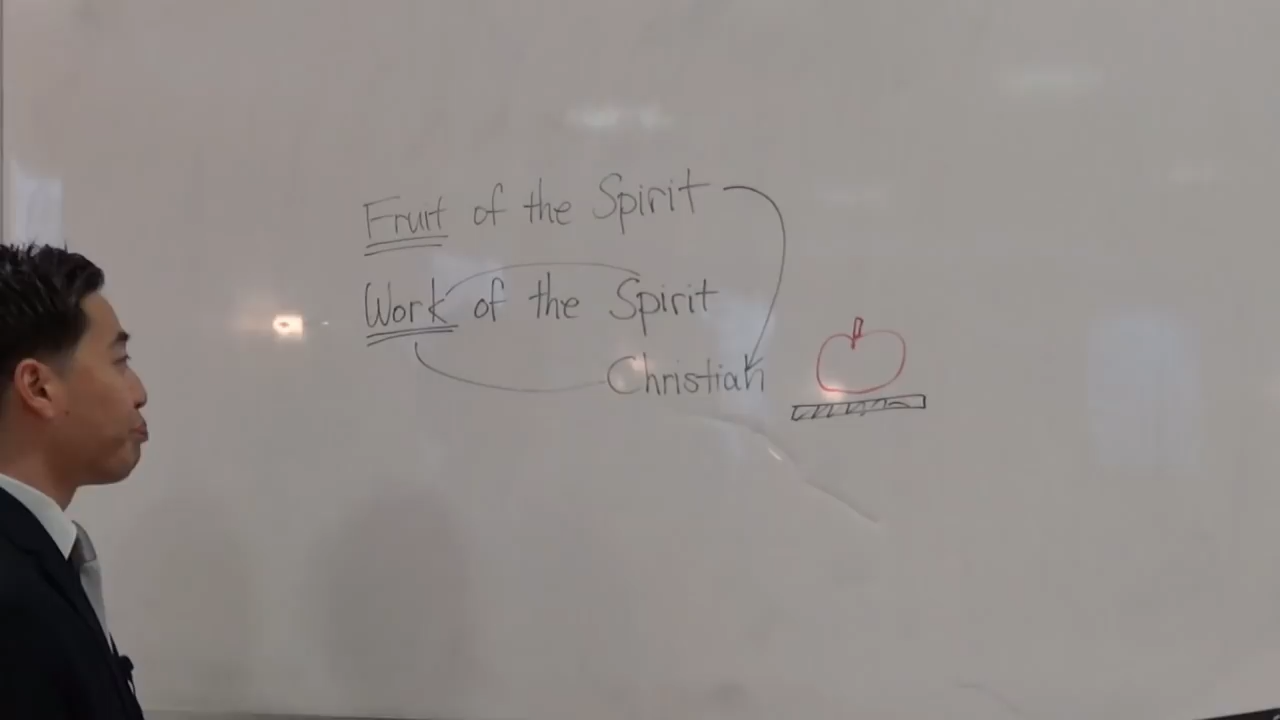 Fruit of the Spirit
Work of the Spirit
Christian